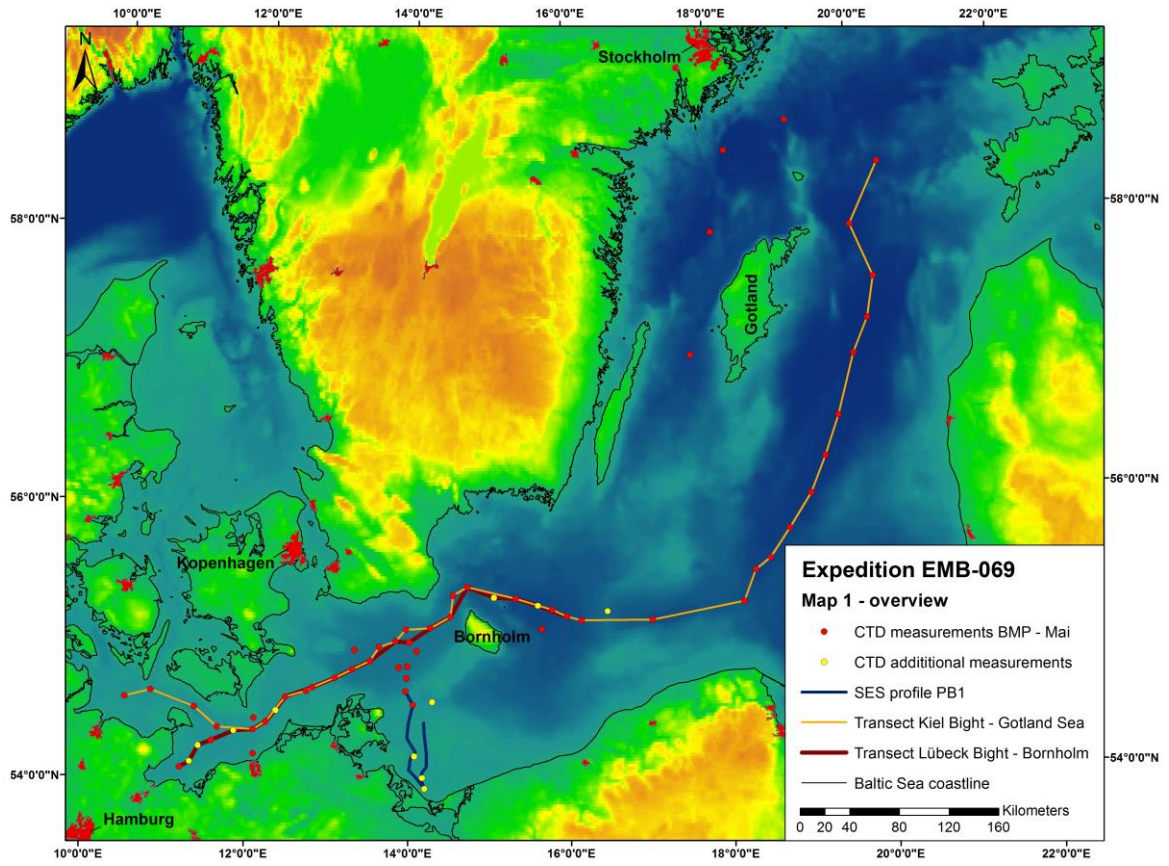 10°0'0"E 12°0'0"E 14°0'0"E 16°0'0"E 18°0'0"E 20°0'0"E 22°0'0"E
N
Stockholm
58°0'0"N 58°0'0"N
Gotland
56°0'0"N 56°0'0"N
Kopenhagen
Bornholm
54°0'0"N 54°0'0"N
Hamburg
Expedition EMB-069
Map 1 - overview
CTD measurements BMP - Mai
CTD addititional measurements
SES profile PB1
Transect Kiel Bight - Gotland Sea
Transect Lübeck Bight - Bornholm
Baltic Sea coastline
Kilometers
0 20 40 80 120 160
10°0'0"E 12°0'0"E 14°0'0"E 16°0'0"E 18°0'0"E 20°0'0"E 22°0'0"E